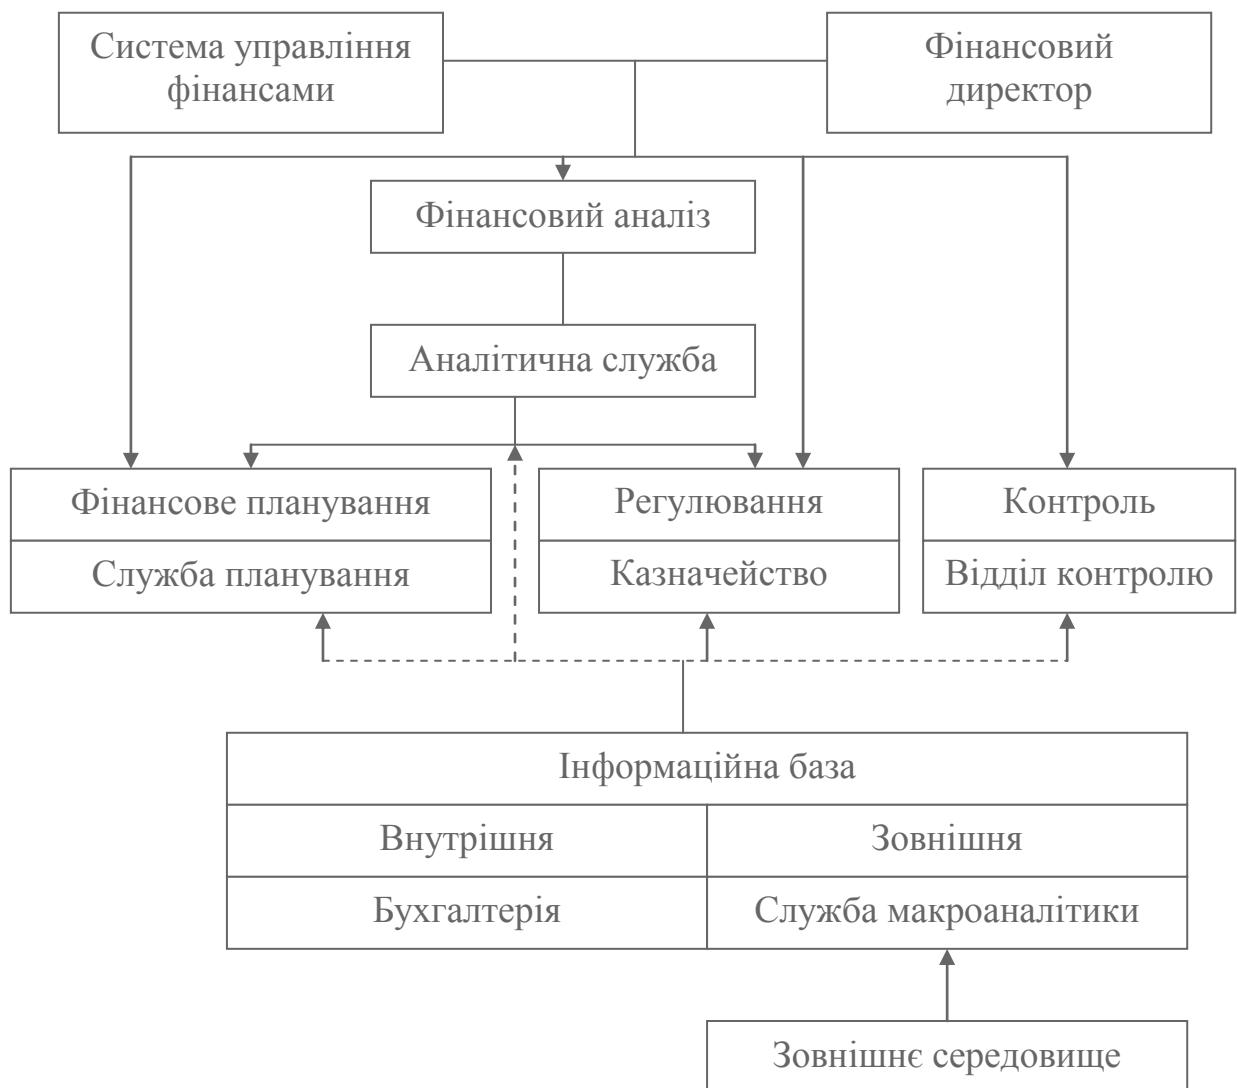 Система управління
фінансами
Фінансовий
директор
Фінансовий аналіз
Аналітична служба
Фінансове планування
Регулювання
Контроль
Служба планування
Казначейство
Відділ контролю
Інформаційна база
Внутрішня
Зовнішня
Бухгалтерія
Служба макроаналітики
Зовнішнє середовище